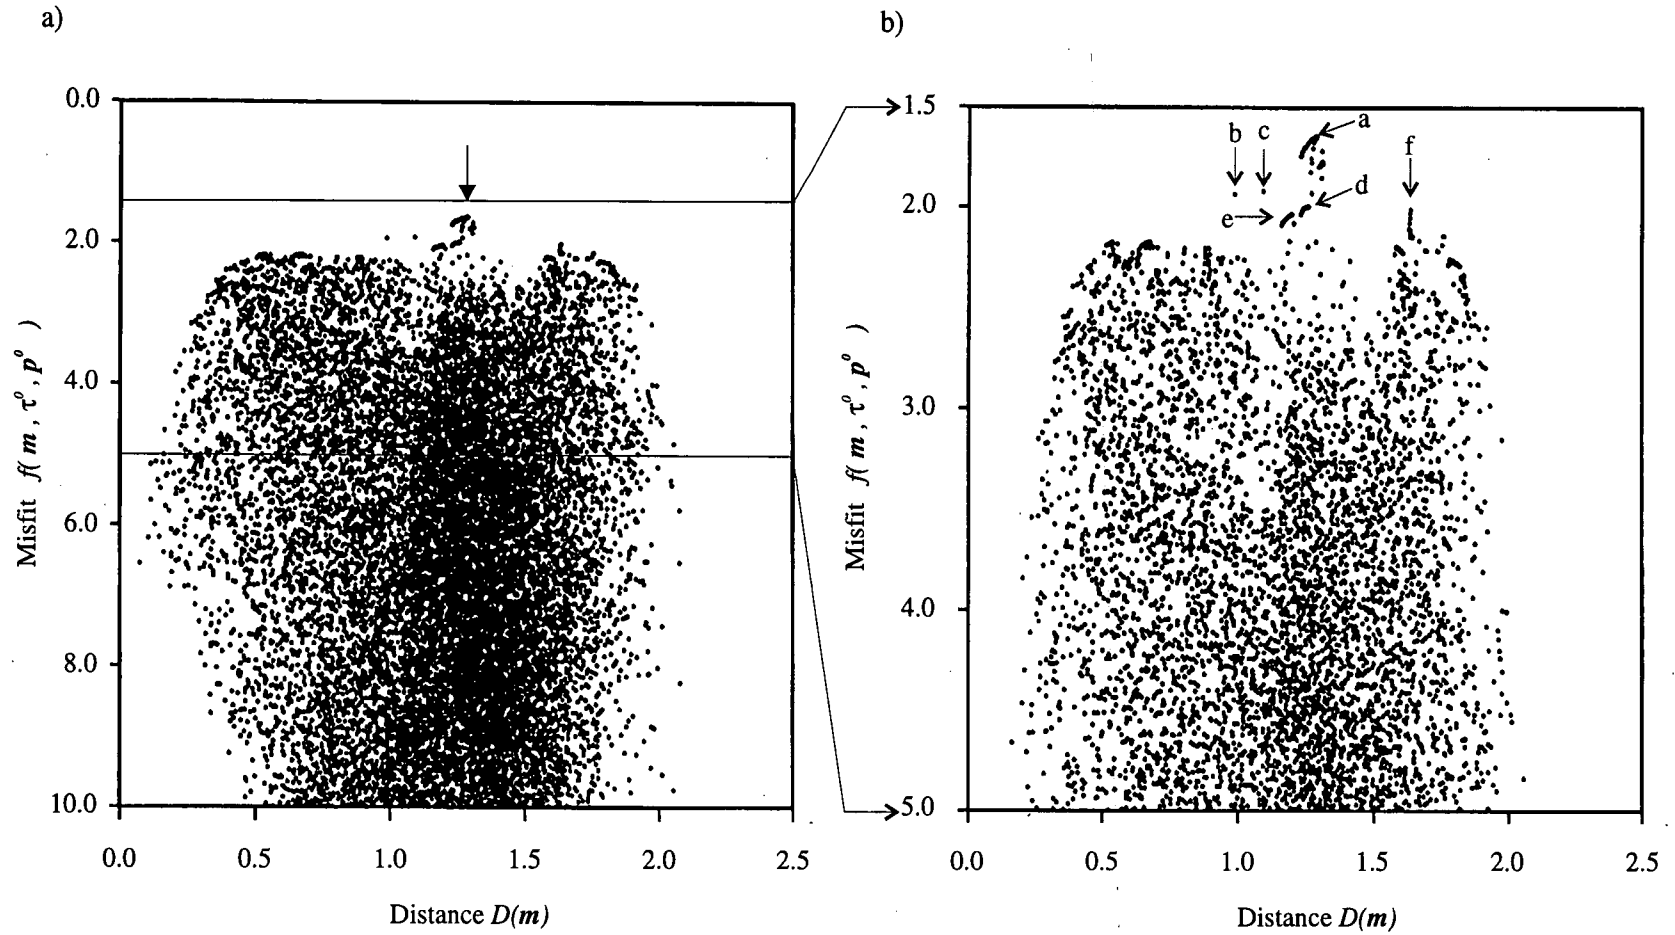 a)
0.0
2.0
4.0
6.0
8.0
10.0
0.0 0.5 1.0 1.5 2.0 2.5
Misfit f( m , τ⁰ , p⁰ )
Distance D(m)
b)
1.5
2.0
3.0
4.0
5.0
0.0 0.5 1.0 1.5 2.0 2.5
a
b
c
d
e
f
Misfit f( m , τ⁰ , p⁰ )
Distance D(m)